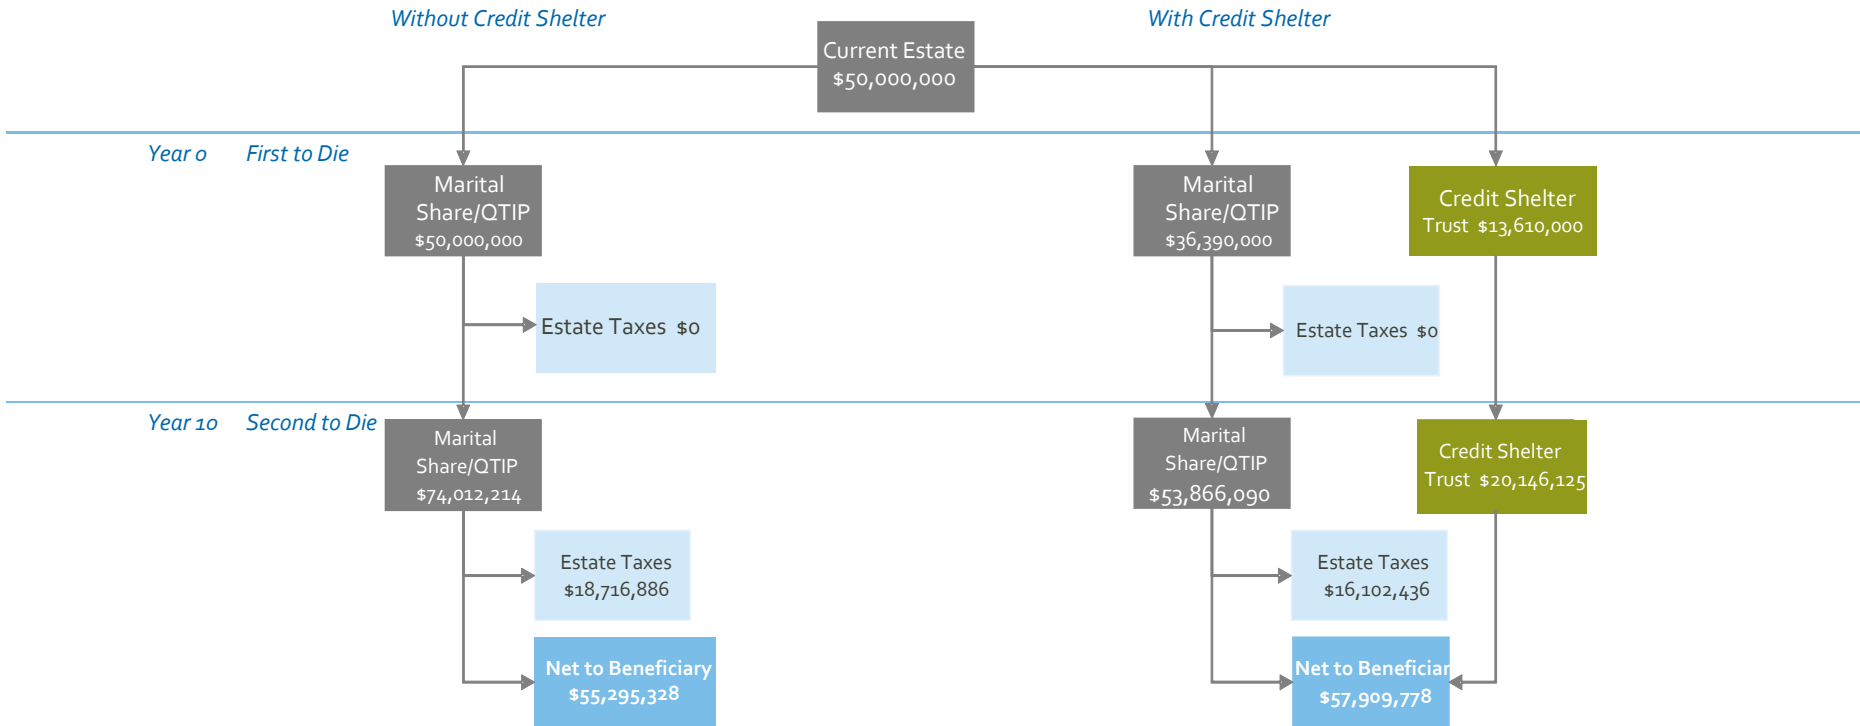 Without Credit Shelter
With Credit Shelter
Current Estate
$50,000,000
Year 0 First to Die
Marital
Share/QTIP
$50,000,000
Marital
Share/QTIP
$36,390,000
Credit Shelter
Trust $13,610,000
Estate Taxes $0
Estate Taxes $0
Year 10 Second to Die
Marital
Share/QTIP
$74,012,214
Marital
Share/QTIP
$53,866,090
Credit Shelter
Trust $20,146,125
Estate Taxes
$18,716,886
Estate Taxes
$16,102,436
Net to Beneficiary
$55,295,328
Net to Beneficiar
$57,909,778